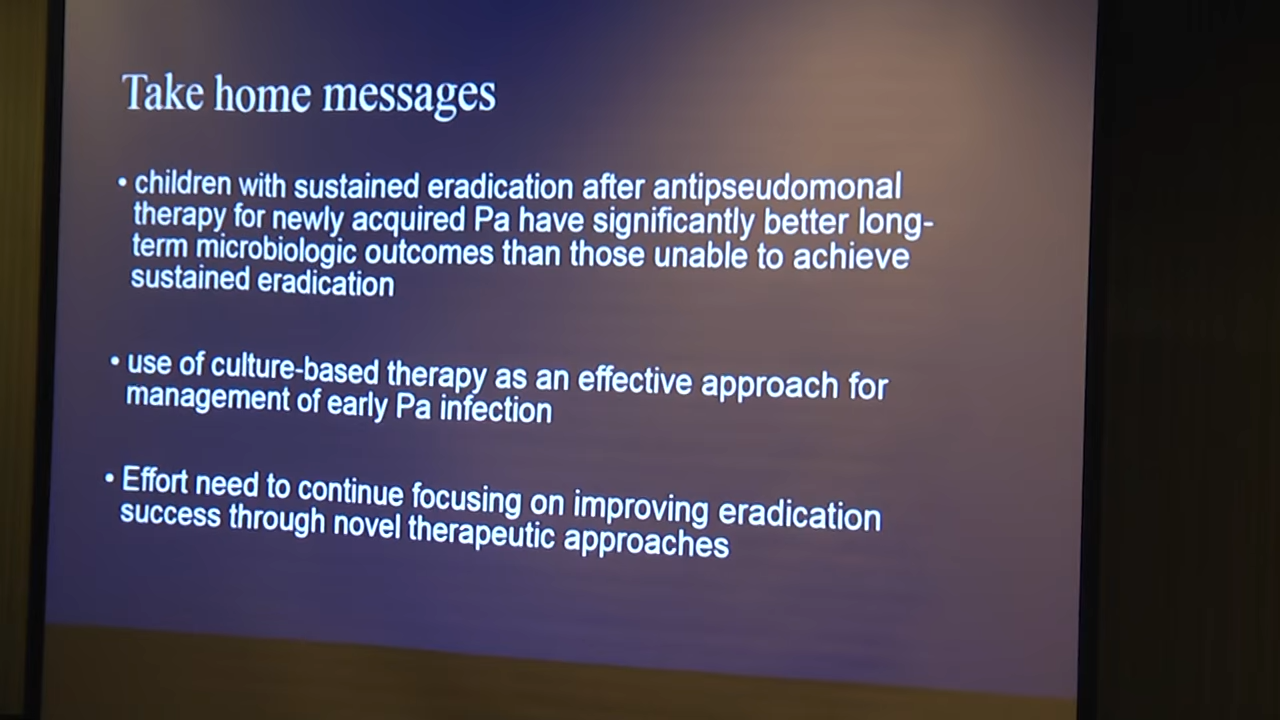 Take home messages
• children with sustained eradication after antipseudomonal
therapy for newly acquired Pa have significantly better long-
term microbiologic outcomes than those unable to achieve
sustained eradication
• use of culture-based therapy as an effective approach for
management of early Pa infection
• Effort need to continue focusing on improving eradication
success through novel therapeutic approaches